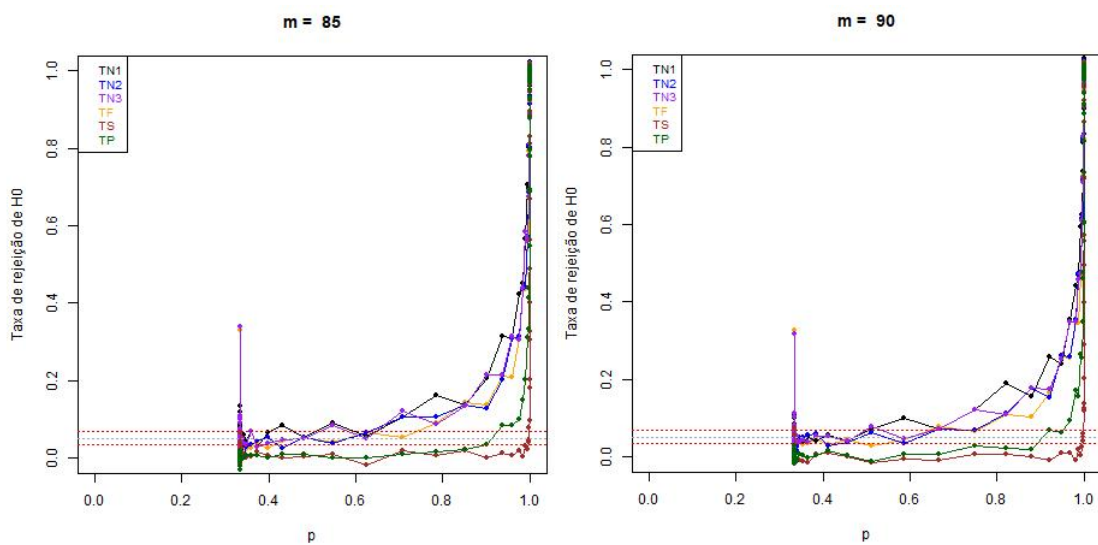 m = 85
Taxa de rejeição de H0
1.0
0.8
0.6
0.4
0.2
0.0
TN1
TN2
TN3
TF
TS
TP
0.0 0.2 0.4 0.6 0.8 1.0
p
m = 90
Taxa de rejeição de H0
1.0
0.8
0.6
0.4
0.2
0.0
TN1
TN2
TN3
TF
TS
TP
0.0 0.2 0.4 0.6 0.8 1.0
p